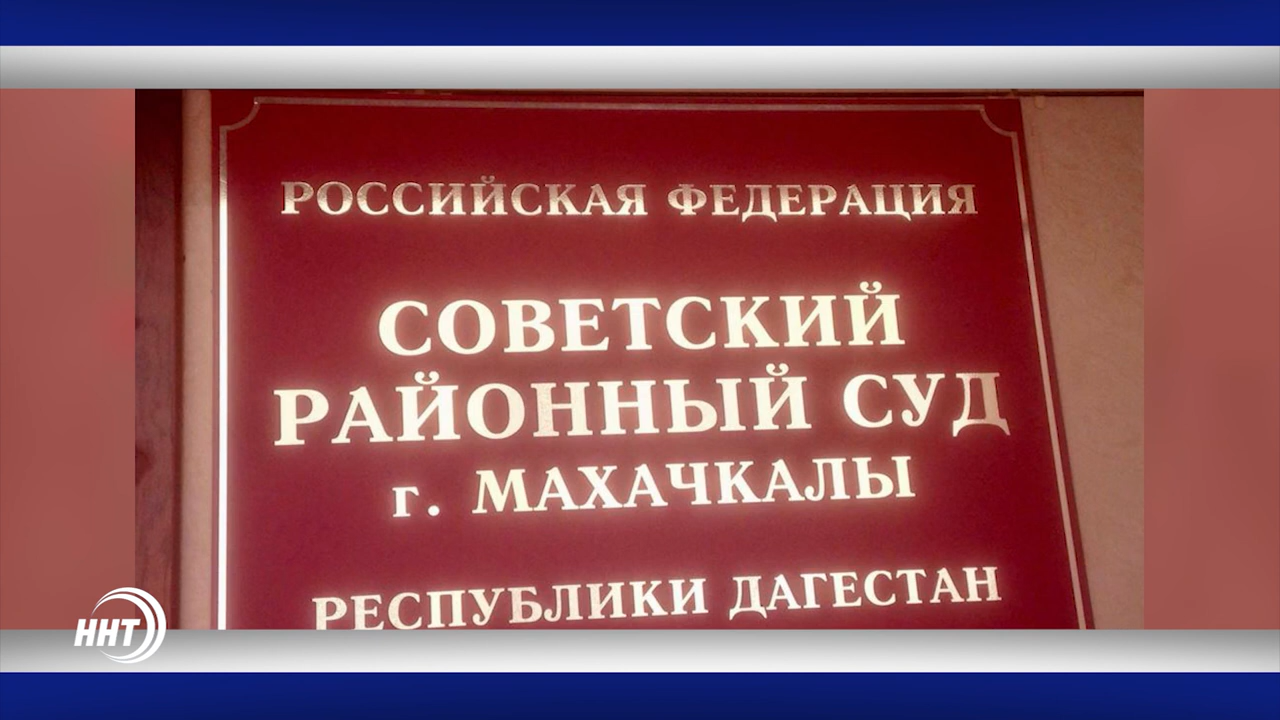 РОССИЙСКАЯ ФЕДЕРАЦИЯ
СОВЕТСКИЙ
РАЙОННЫЙ СУД
г. МАХАЧКАЛЫ
РЕСПУБЛИКИ ДАГЕСТАН
ННТ